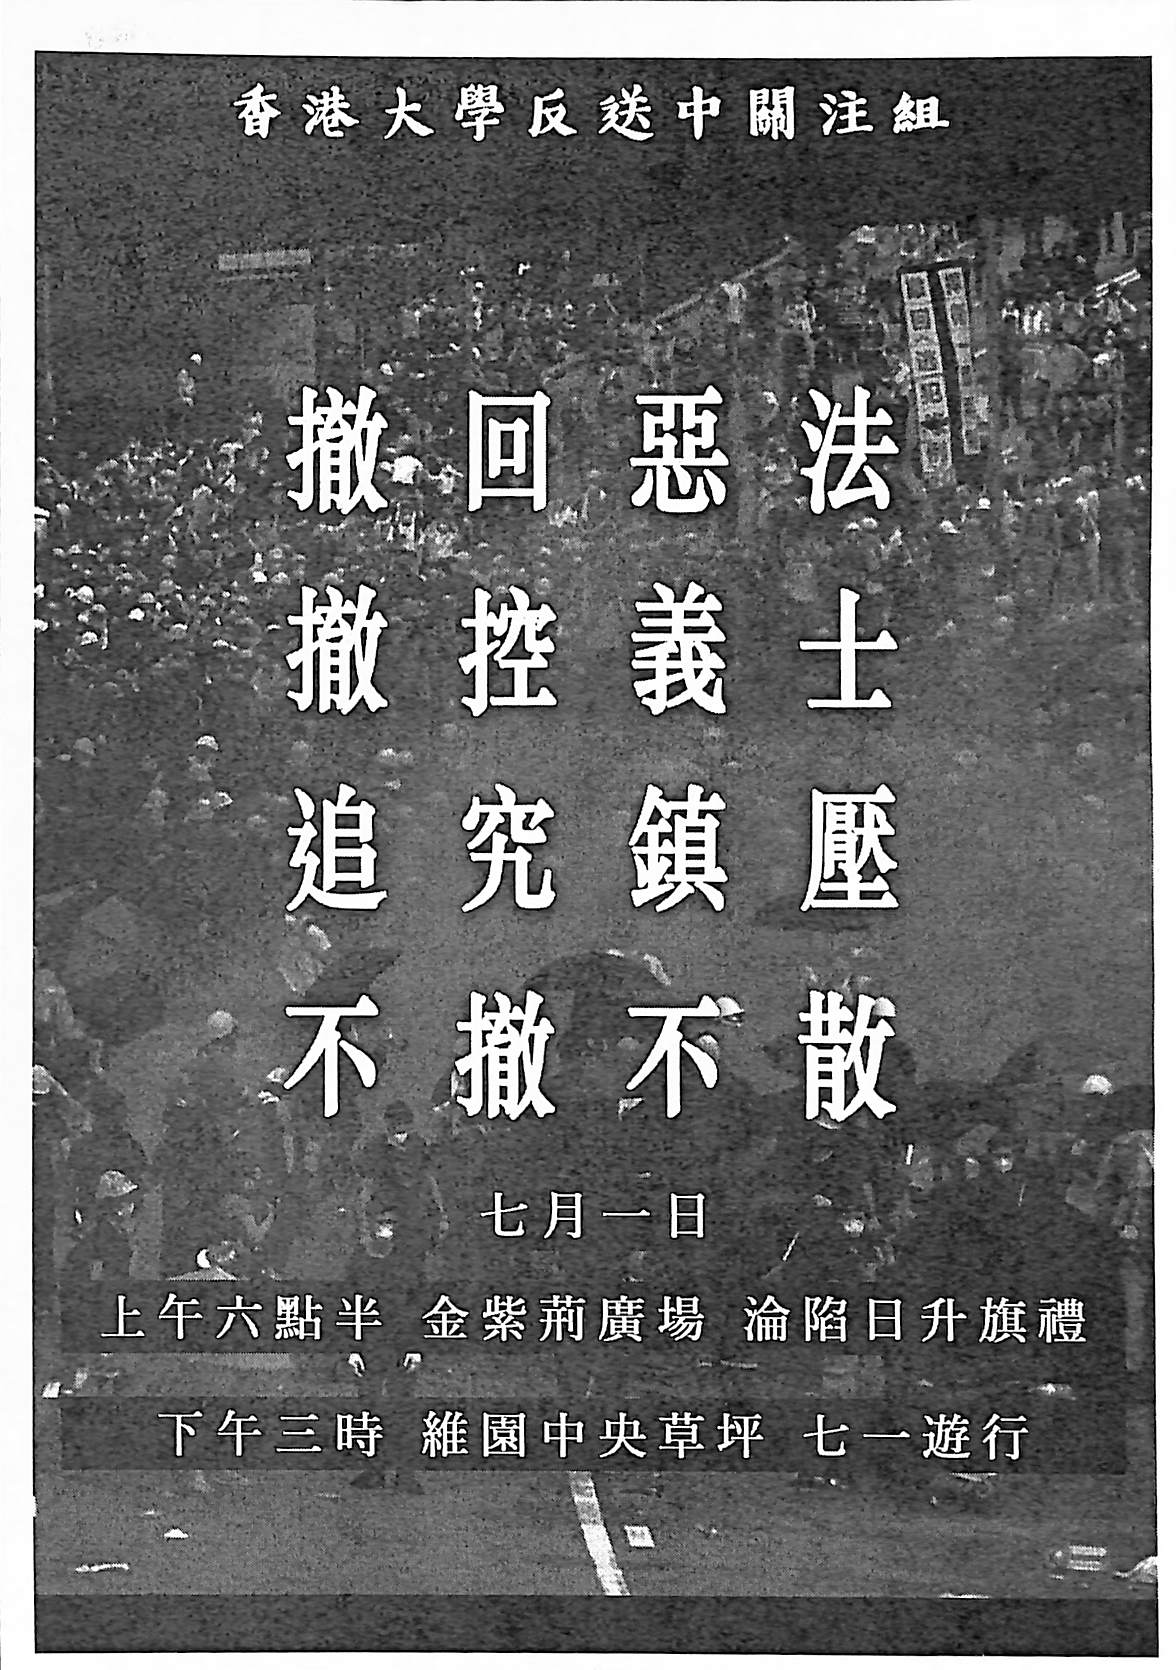 香港大學反送中關注組
撤回惡法
撤控義士
追究鎮壓
不撤不散
七月一日
上午六點半 金紫荊廣場 淪陷日升旗禮
下午三時 維園中央草坪 七一遊行